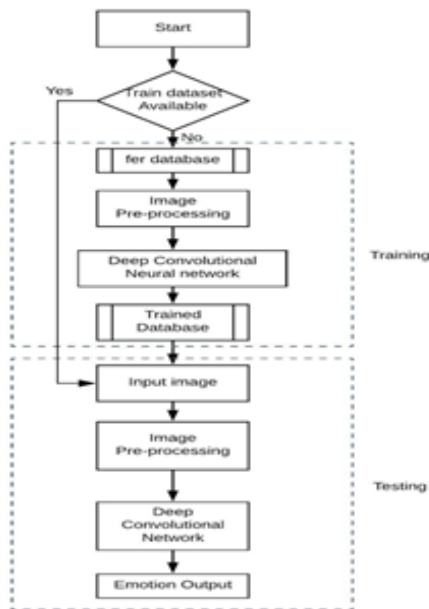 Start
Train dataset
Available
Yes
No
fer database
Image
Pre-processing
Deep Convolutional
Neural network
Training
Trained
Database
Input image
Image
Pre-processing
Testing
Deep
Convolutional
Network
Emotion Output